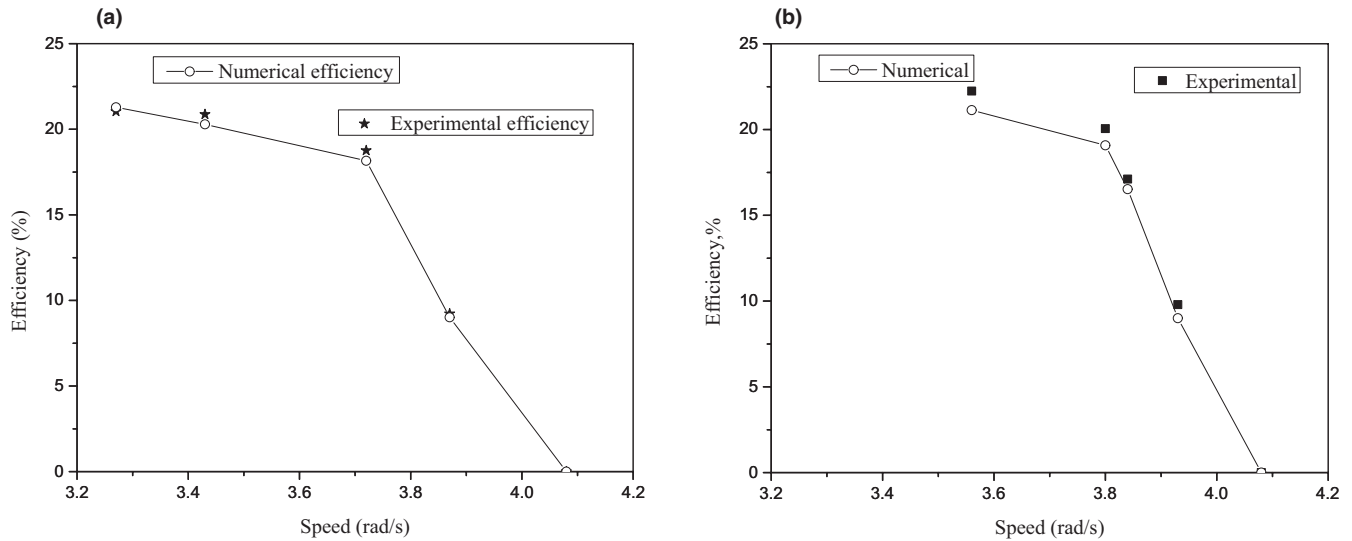 (a)
25
20
15
10
5
0
3.2 3.4 3.6 3.8 4.0 4.2
Efficiency (%)
Speed (rad/s)
Numerical efficiency
Experimental efficiency
(b)
25
20
15
10
5
0
3.2 3.4 3.6 3.8 4.0 4.2
Efficiency,%
Speed (rad/s)
Numerical
Experimental